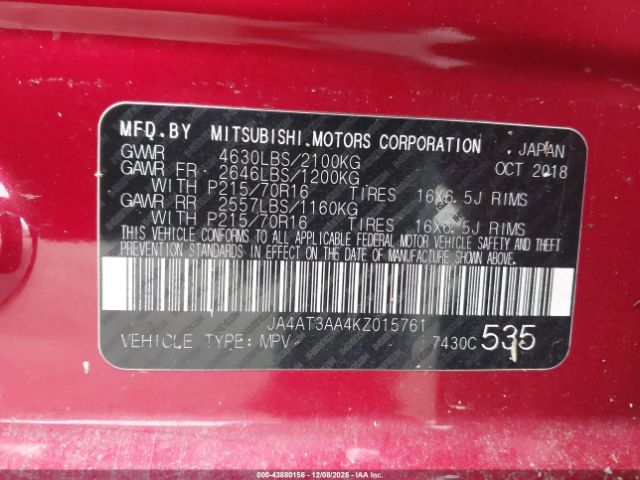 MFD.BY MITSUBISHI MOTORS CORPORATION JAPAN
GVWR 4630LBS/2100KG OCT 2018
GAWR FR 2646LBS/1200KG
WITH P215/70R16 TIRES 16X6.5J RIMS
GAWR RR 2557LBS/1160KG
WITH P215/70R16 TIRES 16X6.5J RIMS
THIS VEHICLE CONFORMS TO ALL APPLICABLE FEDERAL MOTOR VEHICLE SAFETY AND THEFT
PREVENTION STANDARDS IN EFFECT ON THE DATE OF MANUFACTURE SHOWN ABOVE.
JA4AT3AA4KZ015761
VEHICLE TYPE: MPV 7430C 535
000-43880156 - 12/08/2025 - IAAI.COM